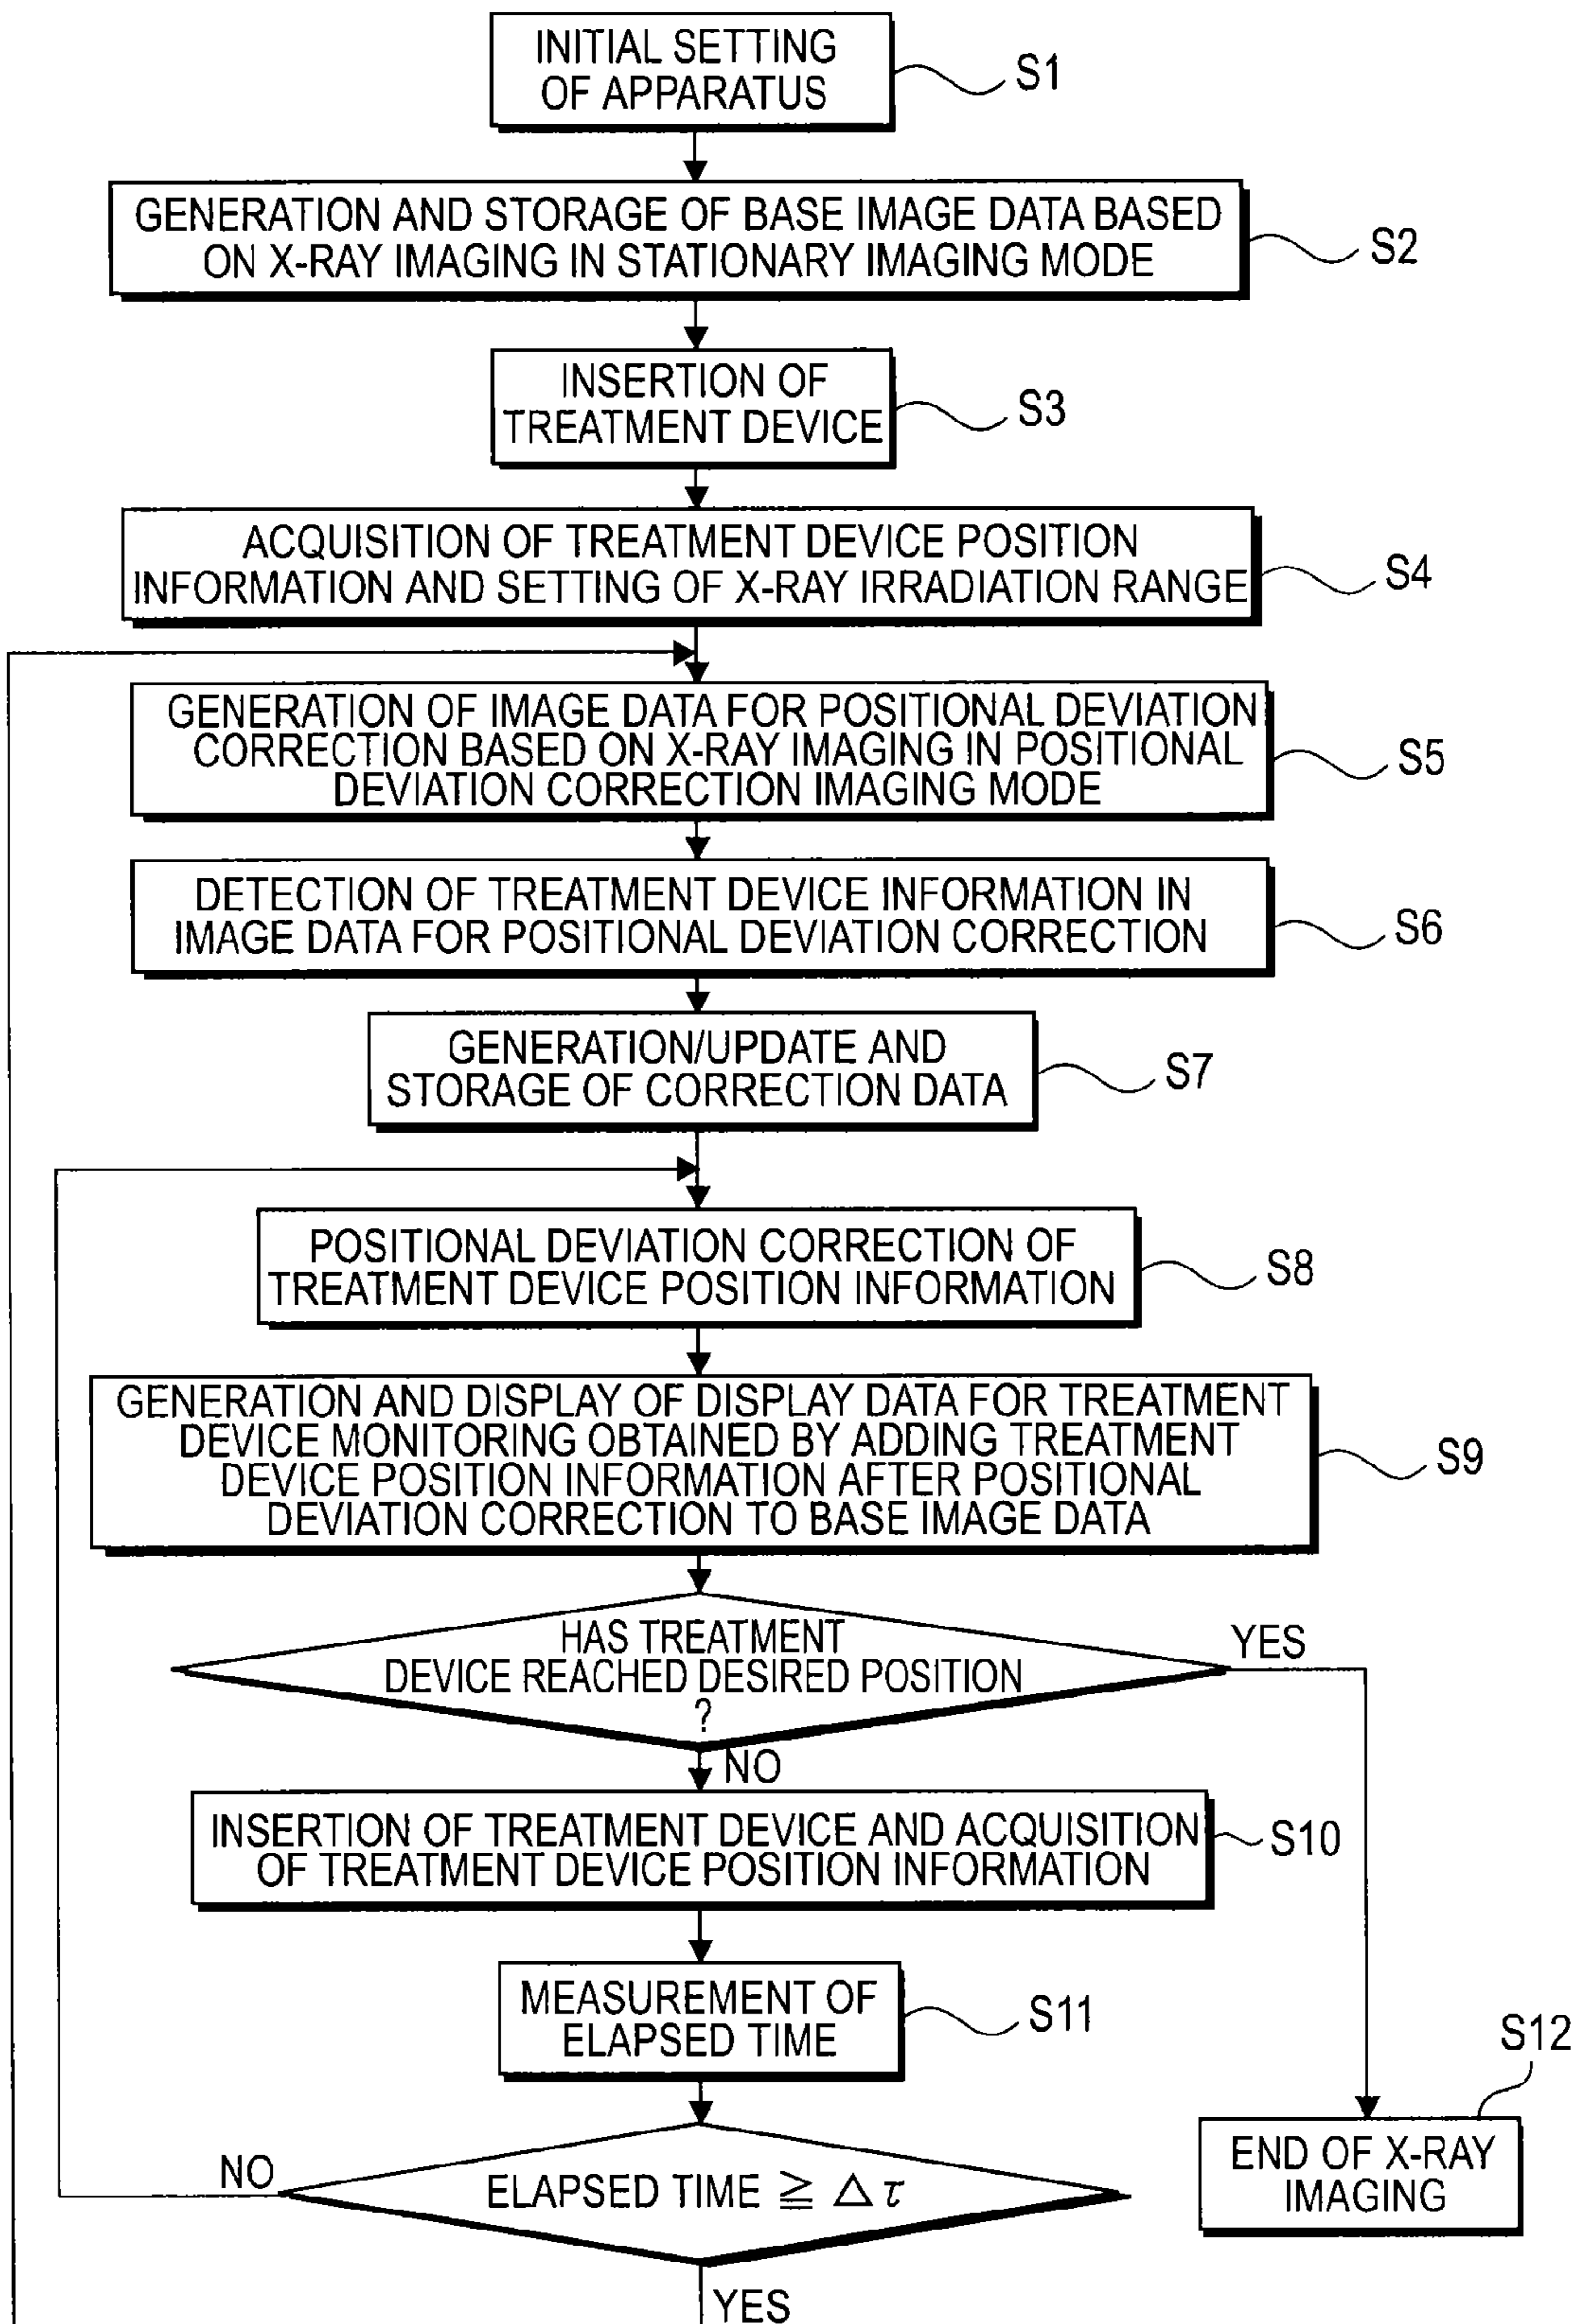 INITIAL SETTING
OF APPARATUS
S1
GENERATION AND STORAGE OF BASE IMAGE DATA BASED
ON X-RAY IMAGING IN STATIONARY IMAGING MODE
S2
INSERTION OF
TREATMENT DEVICE
S3
ACQUISITION OF TREATMENT DEVICE POSITION
INFORMATION AND SETTING OF X-RAY IRRADIATION RANGE
S4
GENERATION OF IMAGE DATA FOR POSITIONAL DEVIATION
CORRECTION BASED ON X-RAY IMAGING IN POSITIONAL
DEVIATION CORRECTION IMAGING MODE
S5
DETECTION OF TREATMENT DEVICE INFORMATION IN
IMAGE DATA FOR POSITIONAL DEVIATION CORRECTION
S6
GENERATION/UPDATE AND
STORAGE OF CORRECTION DATA
S7
POSITIONAL DEVIATION CORRECTION OF
TREATMENT DEVICE POSITION INFORMATION
S8
GENERATION AND DISPLAY OF DISPLAY DATA FOR TREATMENT
DEVICE MONITORING OBTAINED BY ADDING TREATMENT
DEVICE POSITION INFORMATION AFTER POSITIONAL
DEVIATION CORRECTION TO BASE IMAGE DATA
S9
HAS TREATMENT
DEVICE REACHED DESIRED POSITION
?
YES
NO
INSERTION OF TREATMENT DEVICE AND ACQUISITION
OF TREATMENT DEVICE POSITION INFORMATION
S10
MEASUREMENT OF
ELAPSED TIME
S11
S12
END OF X-RAY
IMAGING
NO
ELAPSED TIME ≧ △ τ
YES